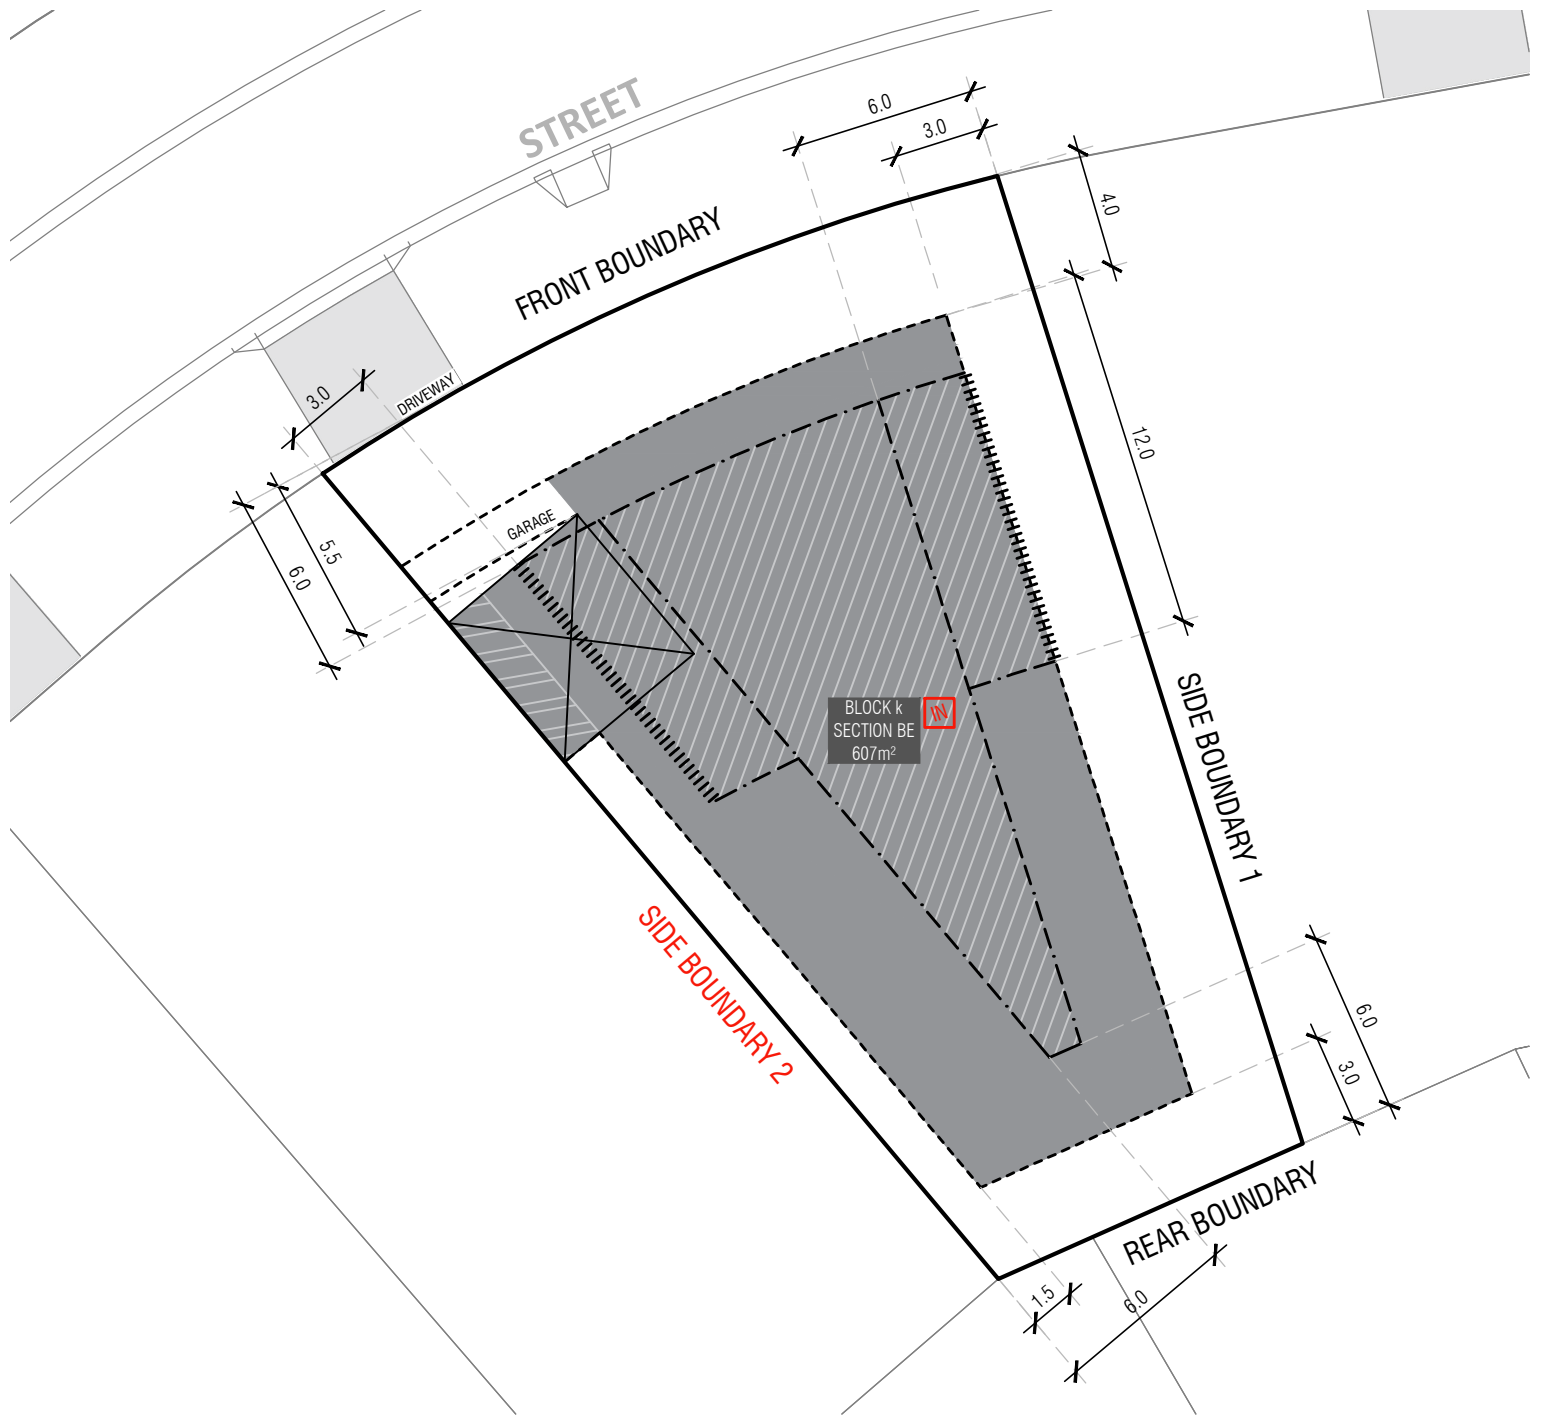 STREET
6.0
3.0
4.0
FRONT BOUNDARY
3.0
DRIVEWAY
12.0
GARAGE
5.5
6.0
BLOCK k
SECTION BE
607m²
IN
SIDE BOUNDARY 1
SIDE BOUNDARY 2
6.0
3.0
REAR BOUNDARY
1.5
6.0